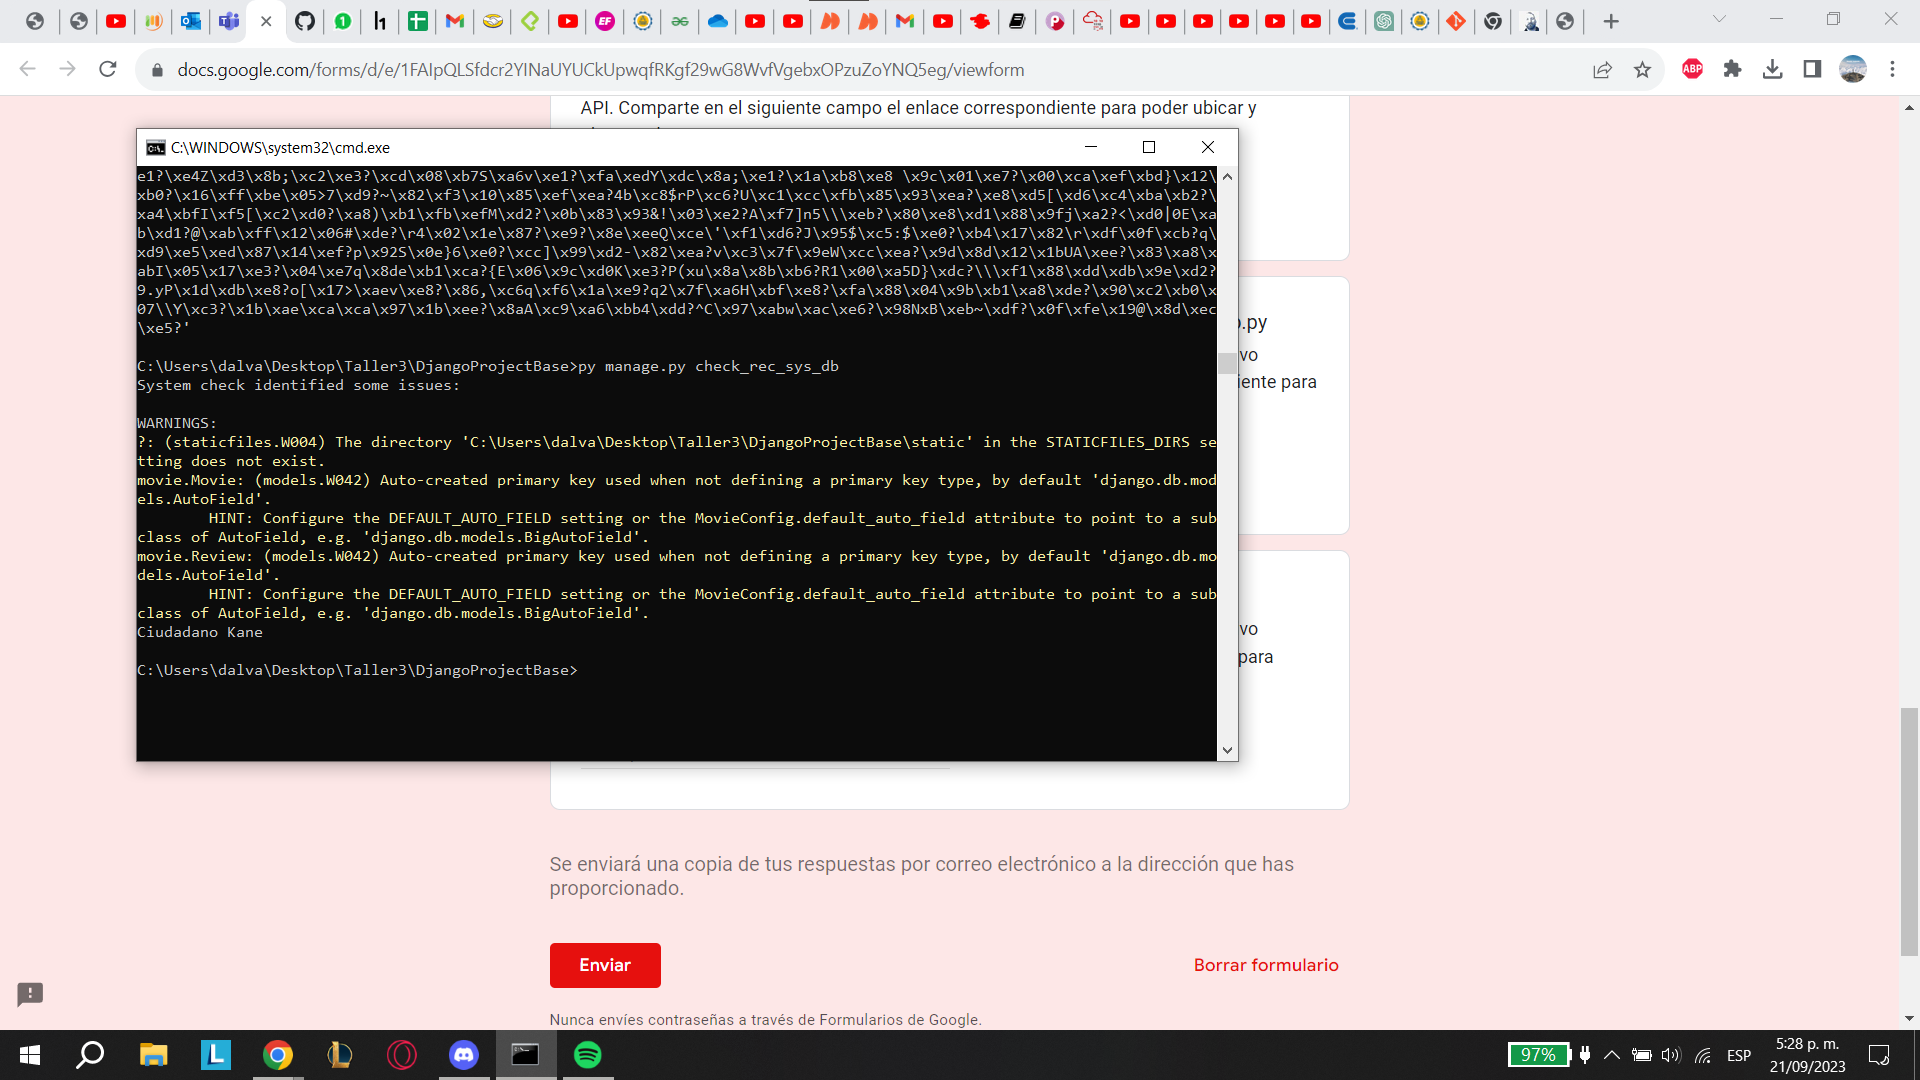 docs.google.com/forms/d/e/1FAIpQLSfdcr2YINaUYUCkUpwqfRKgf29wG8WvfVgebxOPzuZoYNQ5eg/viewform
API. Comparte en el siguiente campo el enlace correspondiente para poder ubicar y
C:\WINDOWS\system32\cmd.exe
e1?\xe4Z\xd3\x8b;\xc2\xe3?\xcd\x08\xb7S\xa6v\xe1?\xfa\xedY\xdc\x8a;\xe1?\x1a\xb8\xe8 \x9c\x01\xe7?\x00\xca\xef\xbd}\x12\
xb0?\x16\xff\xbe\x05>7\xd9?~\x82\xf3\x10\x85\xef\xea?4b\xc8$rP\xc6?U\xc1\xcc\xfb\x85\x93\xea?\xe8\xd5[\xd6\xc4\xba\xb2?\
xa4\xbfI\xf5[\xc2\xd0?\xa8)\xb1\xfb\xefM\xd2?\x0b\x83\x93&!\x03\xe2?A\xf7]n5\\\xeb?\x80\xe8\xd1\x88\x9fj\xa2?<\xd0|0E\xa
b\xd1?@\xab\xff\x12\x06#\xde?\r4\x02\x1e\x87?\xe9?\x8e\xeeQ\xce\'\xf1\xd6?J\x95$\xc5:$\xe0?\xb4\x17\x82\r\xdf\x0f\xcb?q\
xd9\xe5\xed\x87\x14\xef?p\x92S\x0e}6\xe0?\xcc]\x99\xd2-\x82\xea?v\xc3\x7f\x9eW\xcc\xea?\x9d\x8d\x12\x1bUA\xee?\x83\xa8\x
abI\x05\x17\xe3?\x04\xe7q\x8de\xb1\xca?{E\x06\x9c\xd0K\xe3?P(xu\x8a\x8b\xb6?R1\x00\xa5D}\xdc?\\\xf1\x88\xdd\xdb\x9e\xd2?
9.yP\x1d\xdb\xe8?o[\x17>\xaev\xe8?\x86,\xc6q\xf6\x1a\xe9?q2\x7f\xa6H\xbf\xe8?\xfa\x88\x04\x9b\xb1\xa8\xde?\x90\xc2\xb0\x
07\\Y\xc3?\x1b\xae\xca\xca\x97\x1b\xee?\x8aA\xc9\xa6\xbb4\xdd?^C\x97\xabw\xac\xe6?\x98NxB\xeb~\xdf?\x0f\xfe\x19@\x8d\xec
\xe5?'
C:\Users\dalva\Desktop\Taller3\DjangoProjectBase>py manage.py check_rec_sys_db
System check identified some issues:
WARNINGS:
?: (staticfiles.W004) The directory 'C:\Users\dalva\Desktop\Taller3\DjangoProjectBase\static' in the STATICFILES_DIRS se
tting does not exist.
movie.Movie: (models.W042) Auto-created primary key used when not defining a primary key type, by default 'django.db.mod
els.AutoField'.
HINT: Configure the DEFAULT_AUTO_FIELD setting or the MovieConfig.default_auto_field attribute to point to a sub
class of AutoField, e.g. 'django.db.models.BigAutoField'.
movie.Review: (models.W042) Auto-created primary key used when not defining a primary key type, by default 'django.db.mo
dels.AutoField'.
HINT: Configure the DEFAULT_AUTO_FIELD setting or the MovieConfig.default_auto_field attribute to point to a sub
class of AutoField, e.g. 'django.db.models.BigAutoField'.
Ciudadano Kane
C:\Users\dalva\Desktop\Taller3\DjangoProjectBase>
.py
vo
iente para
vo
para
Se enviará una copia de tus respuestas por correo electrónico a la dirección que has
proporcionado.
Enviar
Borrar formulario
Nunca envíes contraseñas a través de Formularios de Google.
97%
ESP
5:28 p. m.
21/09/2023